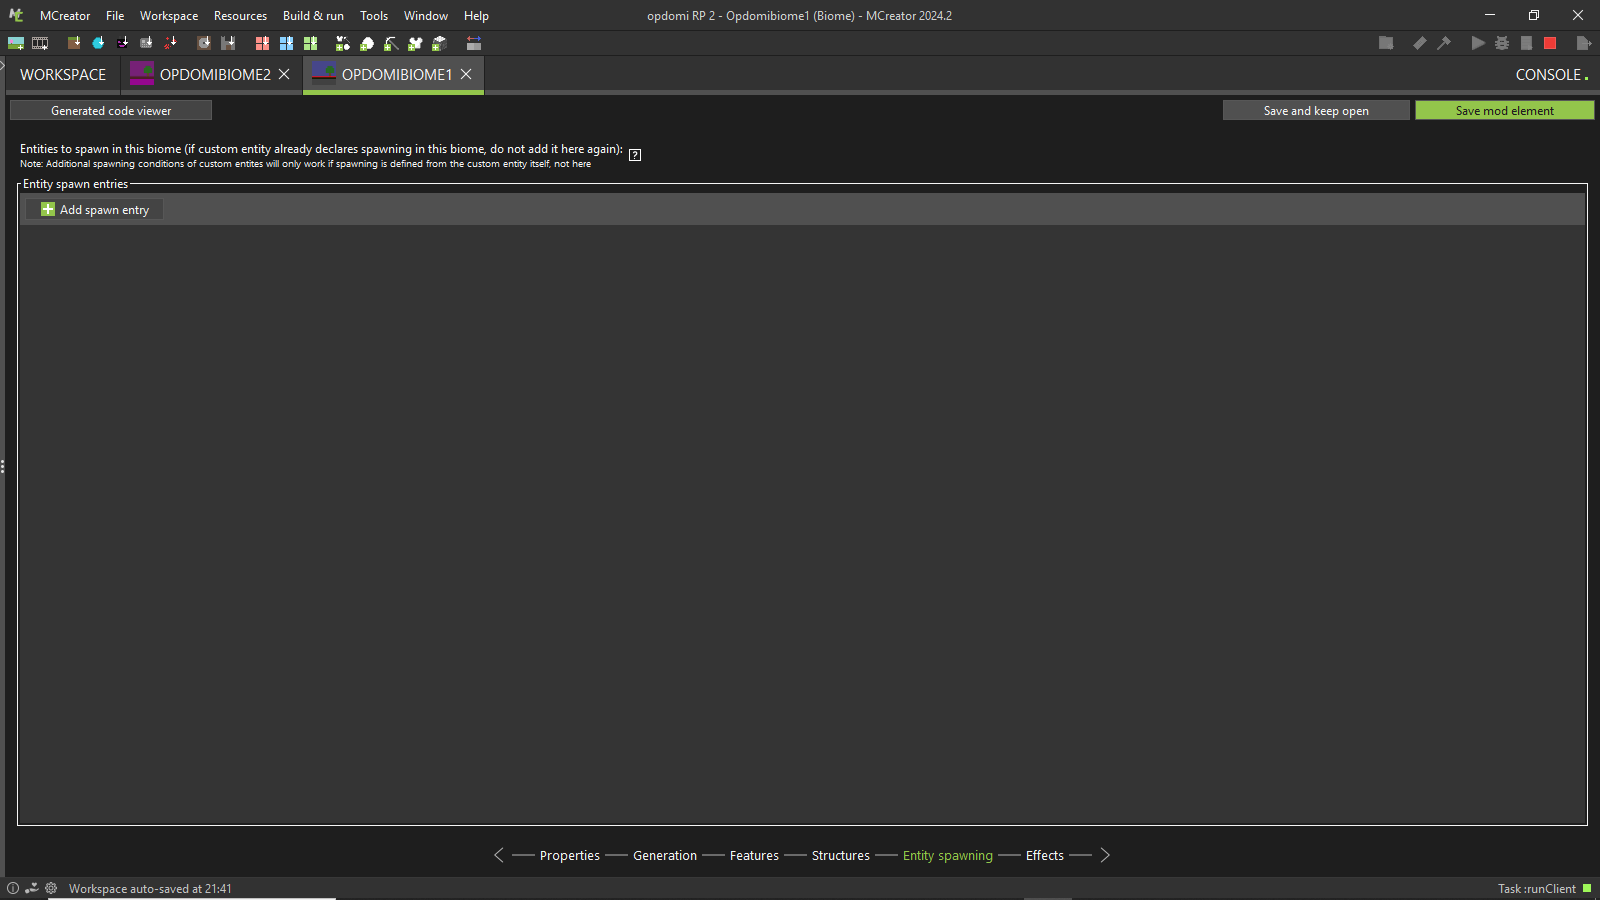 MCreator File Workspace Resources Build & run Tools Window Help opdomi RP 2 - Opdomibiome1 (Biome) - MCreator 2024.2
WORKSPACE OPDOMIBIOME2 OPDOMIBIOME1 CONSOLE
Generated code viewer Save and keep open Save mod element
Entities to spawn in this biome (if custom entity already declares spawning in this biome, do not add it here again): ?
Note: Additional spawning conditions of custom entites will only work if spawning is defined from the custom entity itself, not here
Entity spawn entries
Add spawn entry
Properties Generation Features Structures Entity spawning Effects
Workspace auto-saved at 21:41 Task :runClient